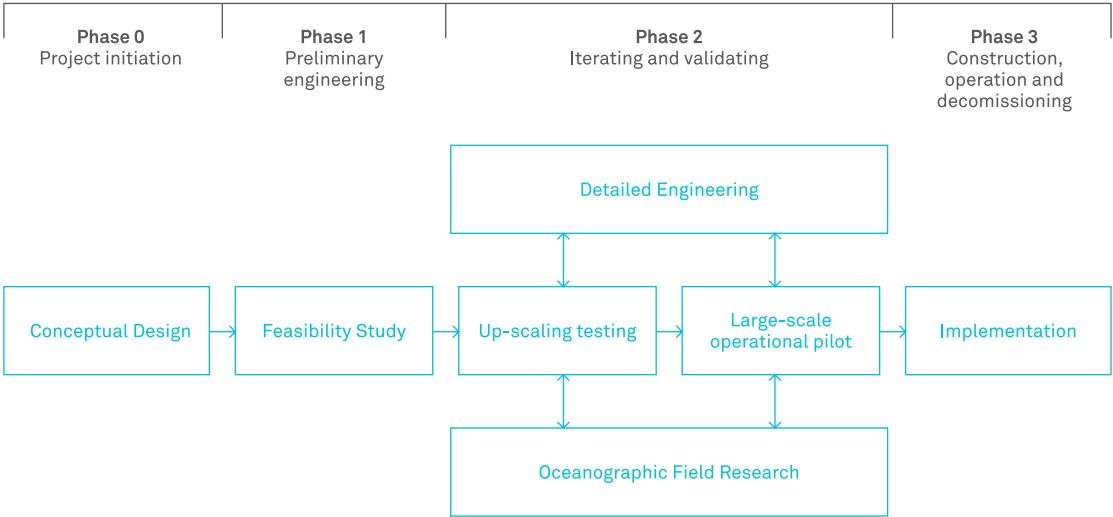 Phase 0
Project initiation
Phase 1
Preliminary
engineering
Phase 2
Iterating and validating
Phase 3
Construction,
operation and
decomissioning
Detailed Engineering
Conceptual Design
Feasibility Study
Up-scaling testing
Large-scale
operational pilot
Implementation
Oceanographic Field Research